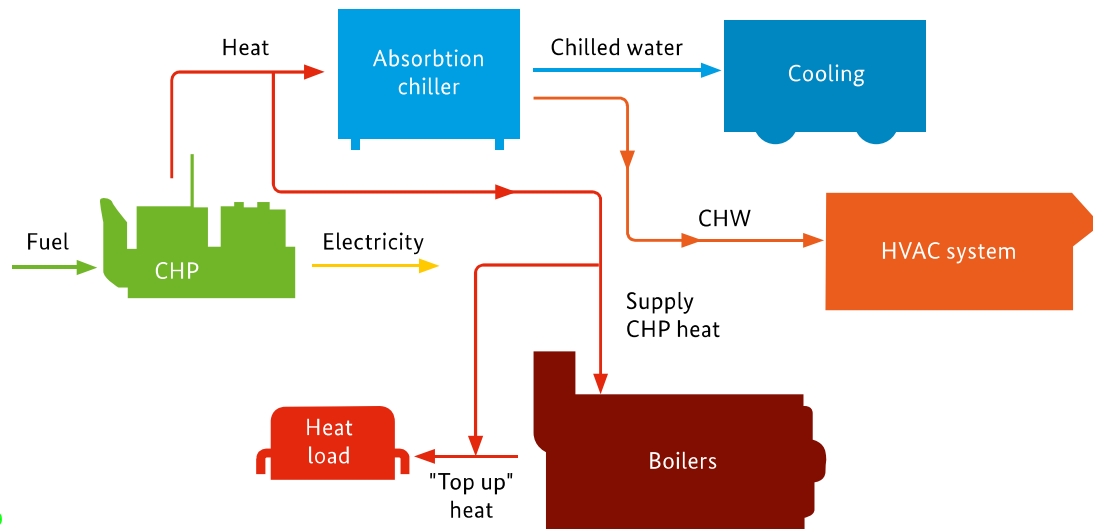 Heat
Absorbtion
chiller
Chilled water
Cooling
Fuel
CHP
Electricity
CHW
HVAC system
Supply
CHP heat
Heat
load
"Top up"
heat
Boilers